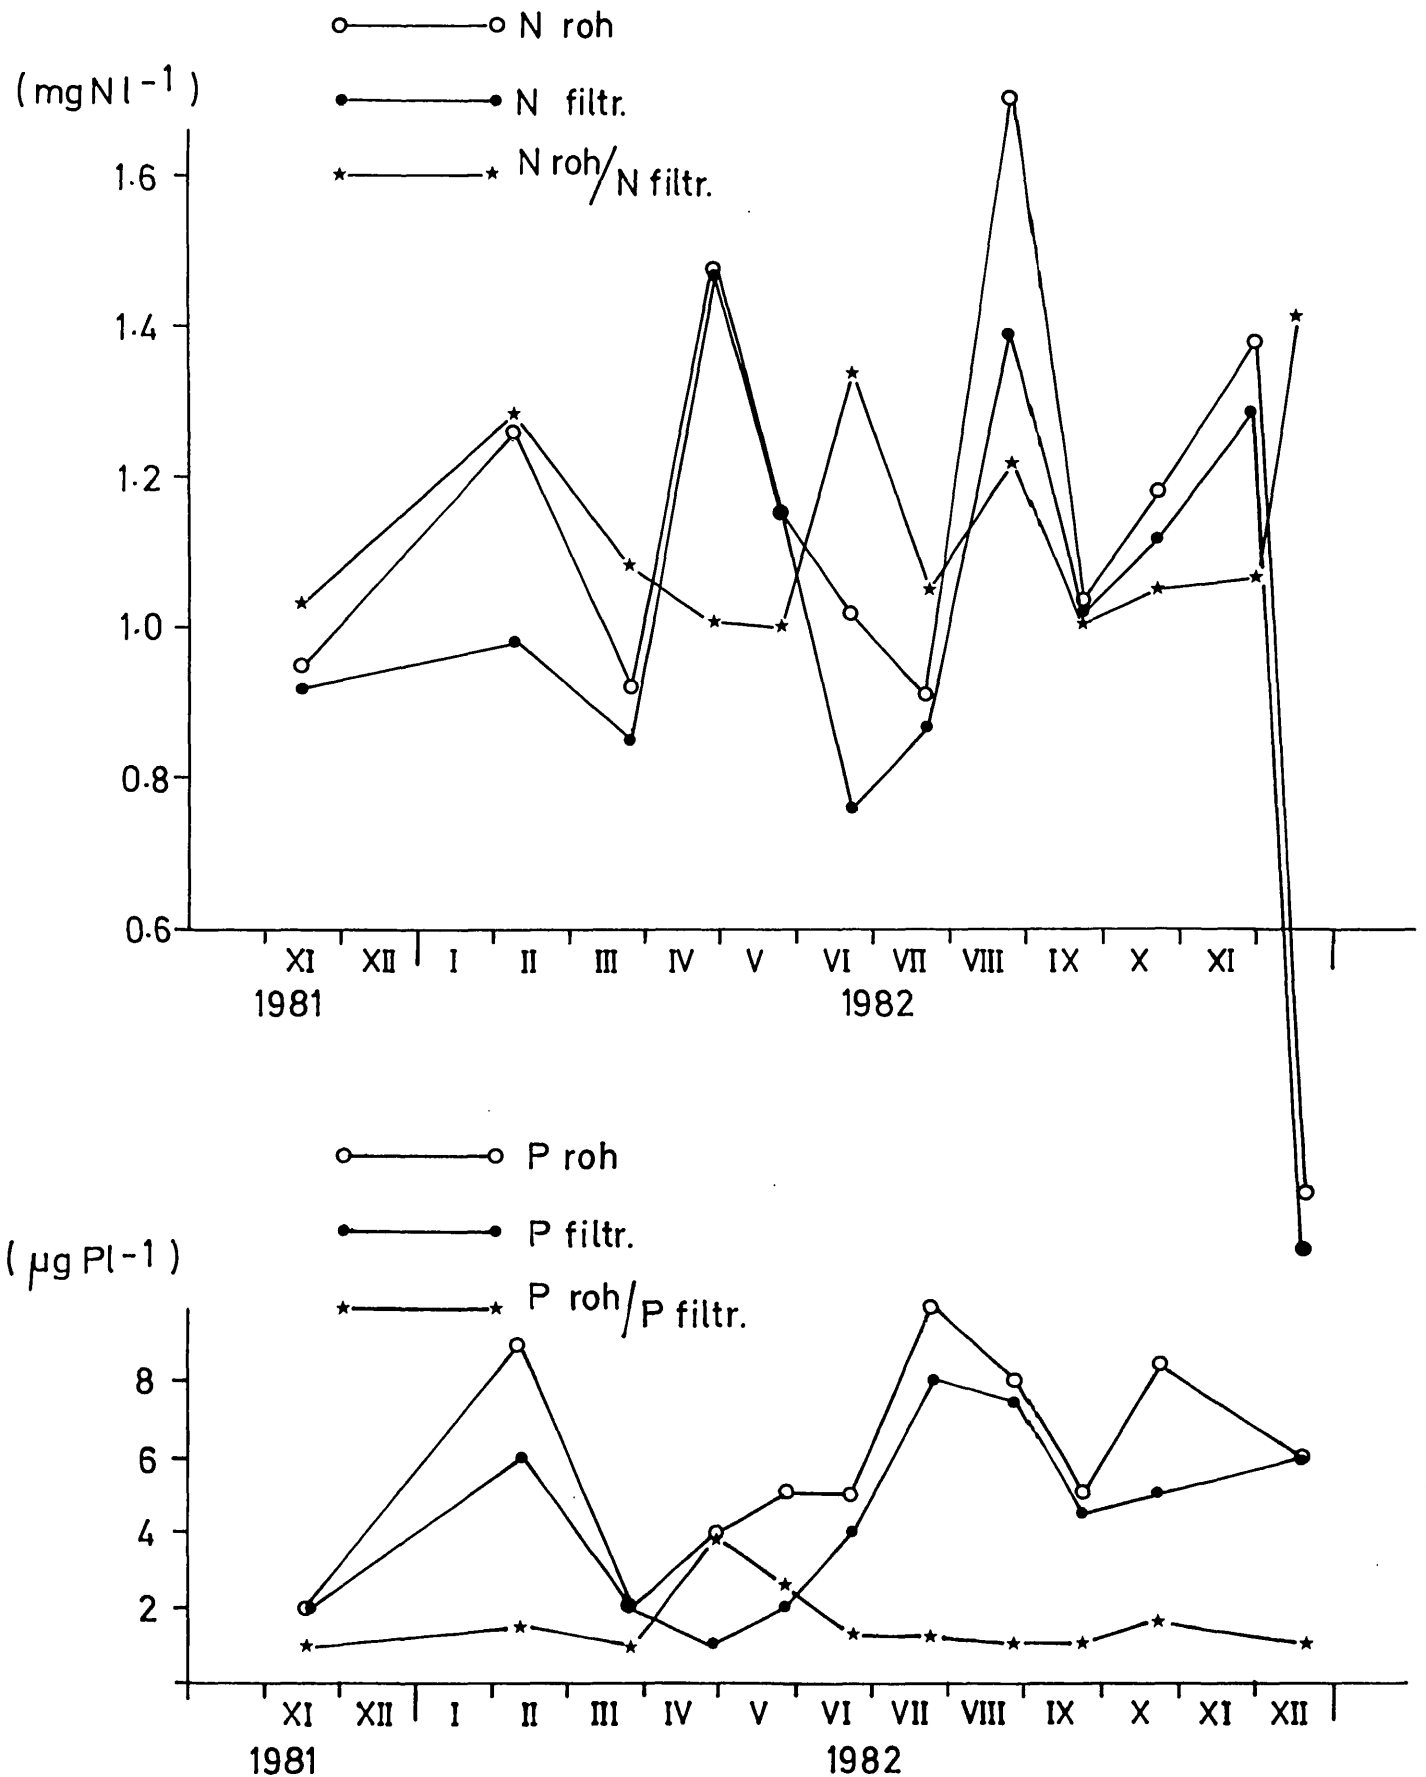 N roh
(mg N l⁻¹)
N filtr.
N roh/N filtr.
1.6
1.4
1.2
1.0
0.8
0.6
XI XII I II III IV V VI VII VIII IX X XI
1981 1982
P roh
P filtr.
(µg Pl⁻¹)
P roh/P filtr.
8
6
4
2
XI XII I II III IV V VI VII VIII IX X XI XII
1981 1982